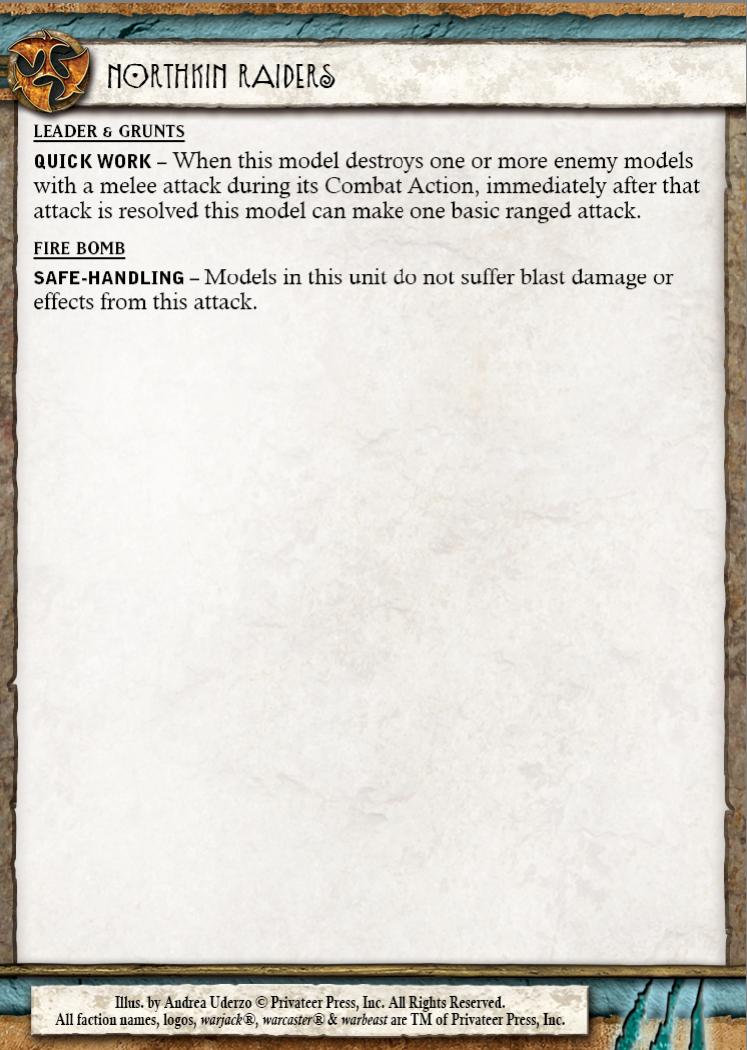 NORTHKIN RAIDERS
LEADER & GRUNTS
QUICK WORK – When this model destroys one or more enemy models
with a melee attack during its Combat Action, immediately after that
attack is resolved this model can make one basic ranged attack.
FIRE BOMB
SAFE-HANDLING – Models in this unit do not suffer blast damage or
effects from this attack.
Illus. by Andrea Uderzo © Privateer Press, Inc. All Rights Reserved.
All faction names, logos, warjack®, warcaster® & warbeast are TM of Privateer Press, Inc.